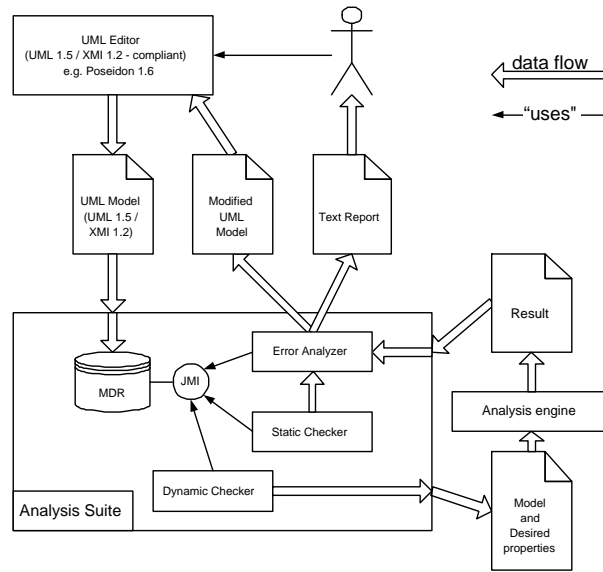 UML Editor
(UML 1.5 / XMI 1.2 - compliant)
e.g. Poseidon 1.6
data flow
"uses"
UML Model
(UML 1.5 /
XMI 1.2)
Modified
UML
Model
Text Report
Result
Error Analyzer
MDR
JMI
Analysis engine
Static Checker
Dynamic Checker
Model
and
Desired
properties
Analysis Suite